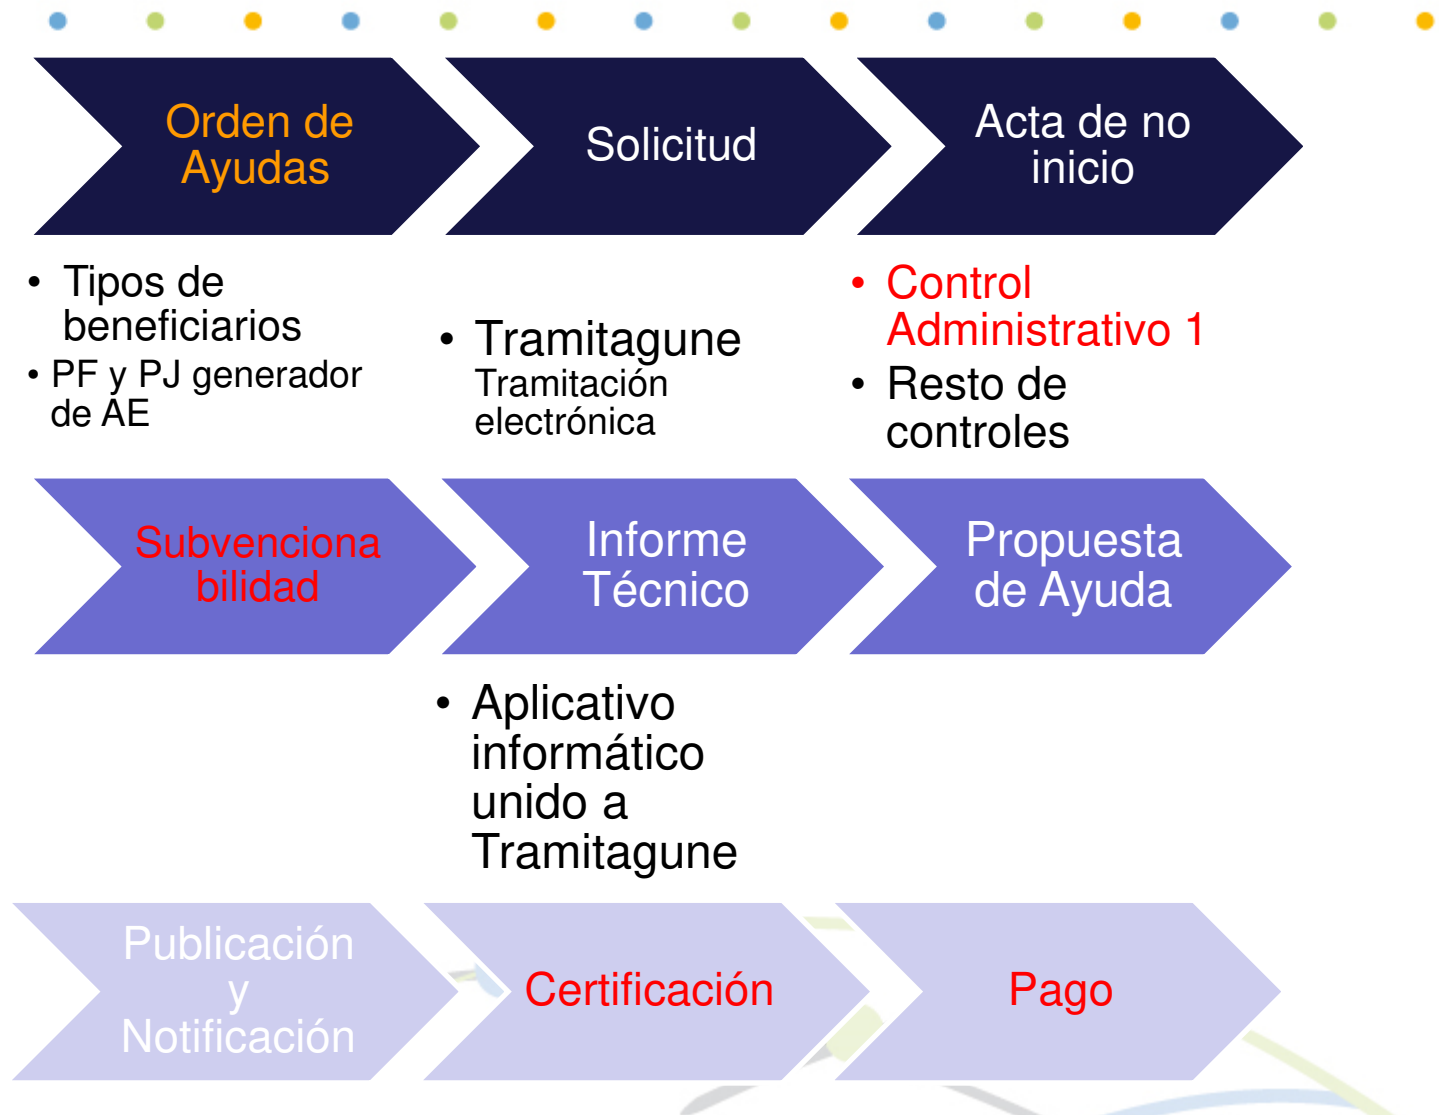 Orden de
Ayudas
Solicitud
Acta de no
inicio
• Tipos de
beneficiarios
• PF y PJ generador
de AE
• Tramitagune
Tramitación
electrónica
• Control
Administrativo 1
• Resto de
controles
Subvenciona
bilidad
Informe
Técnico
Propuesta
de Ayuda
• Aplicativo
informático
unido a
Tramitagune
Publicación
y
Notificación
Certificación
Pago